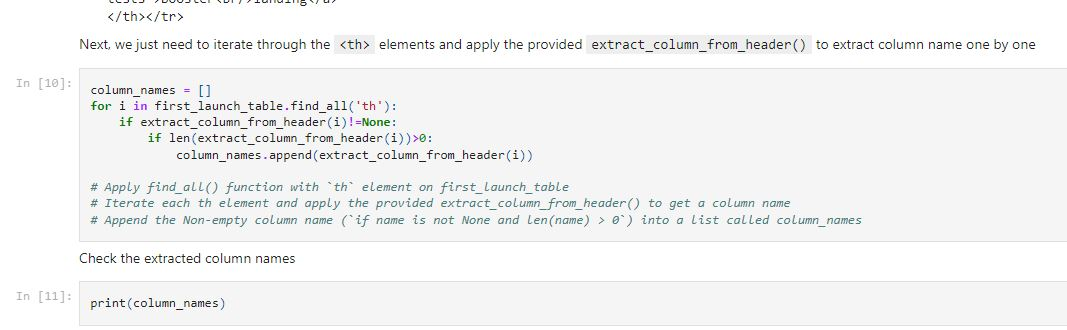 </th></tr>
Next, we just need to iterate through the <th> elements and apply the provided extract_column_from_header() to extract column name one by one
In [10]:
column_names = []
for i in first_launch_table.find_all('th'):
    if extract_column_from_header(i)!=None:
        if len(extract_column_from_header(i))>0:
            column_names.append(extract_column_from_header(i))
# Apply find_all() function with `th` element on first_launch_table
# Iterate each th element and apply the provided extract_column_from_header() to get a column name
# Append the Non-empty column name (`if name is not None and len(name) > 0`) into a list called column_names
Check the extracted column names
In [11]:
print(column_names)